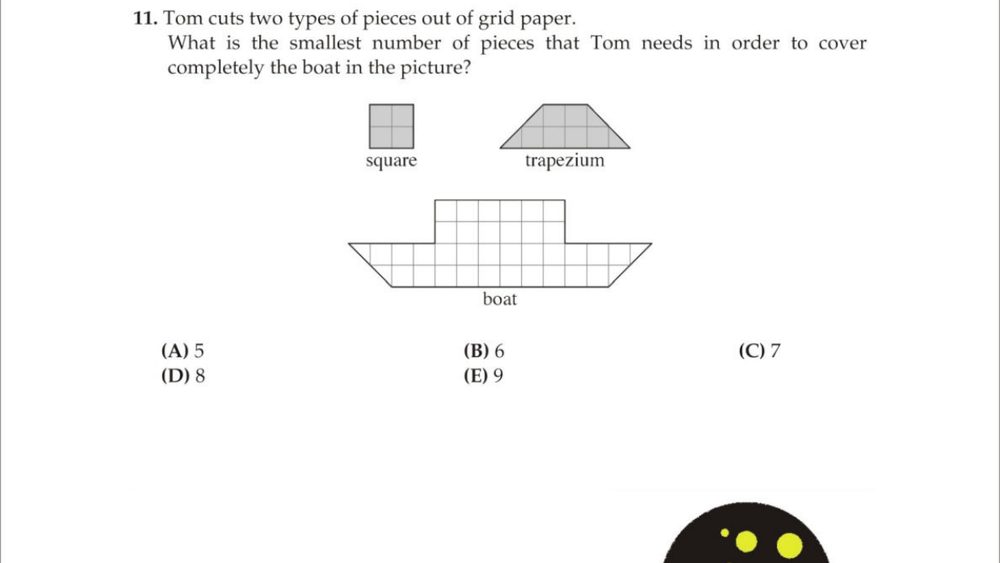 11. Tom cuts two types of pieces out of grid paper.
What is the smallest number of pieces that Tom needs in order to cover
completely the boat in the picture?
square
trapezium
boat
(A) 5
(B) 6
(C) 7
(D) 8
(E) 9